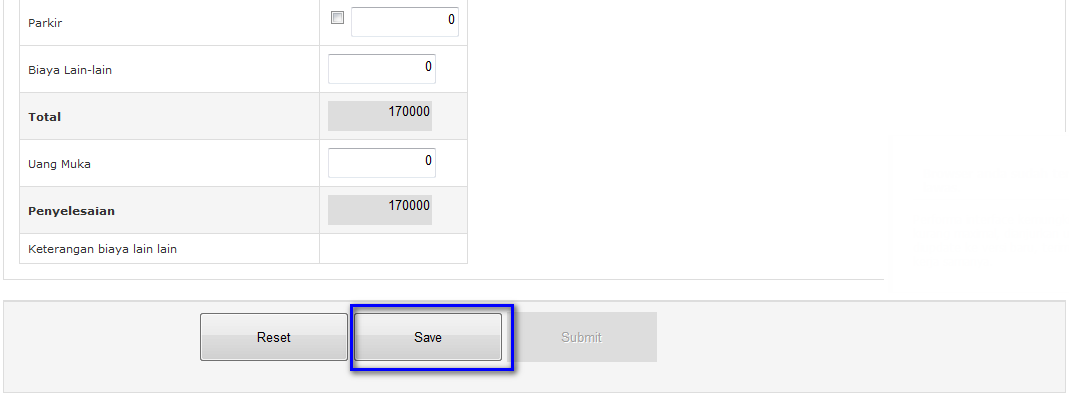 Parkir 0
Biaya Lain-lain 0
Total 170000
Uang Muka 0
Penyelesaian 170000
Keterangan biaya lain lain
Reset Save Submit